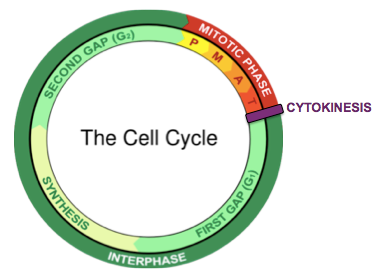 SECOND GAP (G₂)
MITOTIC PHASE
P
M
A
T
CYTOKINESIS
The Cell Cycle
SYNTHESIS
FIRST GAP (G₁)
INTERPHASE